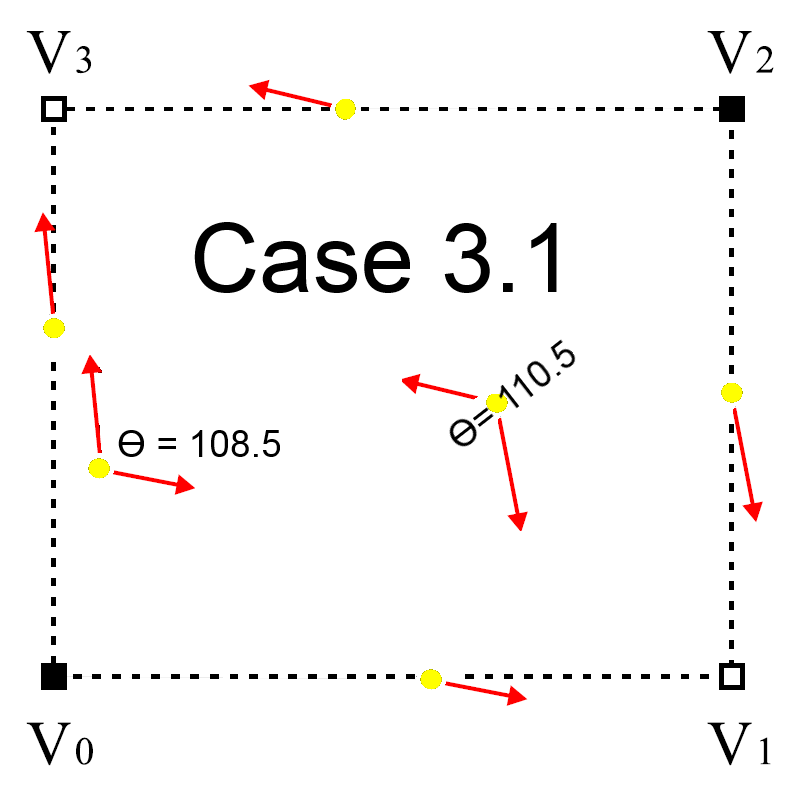 V3
V2
Case 3.1
Ɵ = 110.5
Ɵ = 108.5
V0
V1